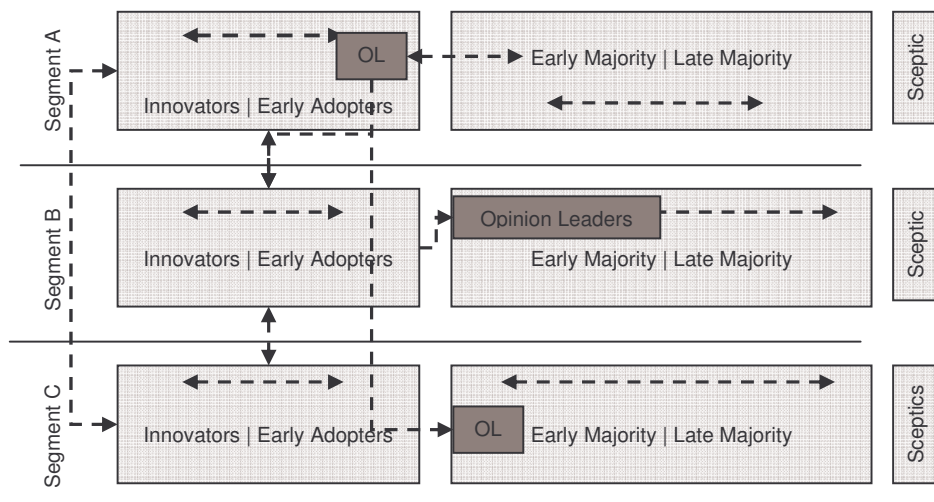 Segment A
OL
Early Majority | Late Majority
Innovators | Early Adopters
Sceptic
Segment B
Opinion Leaders
Innovators | Early Adopters
Early Majority | Late Majority
Sceptic
Segment C
Innovators | Early Adopters
OL
Early Majority | Late Majority
Sceptics